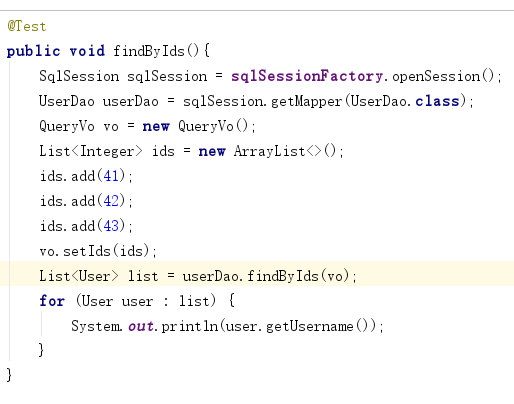 @Test
public void findByIds(){
    SqlSession sqlSession = sqlSessionFactory.openSession();
    UserDao userDao = sqlSession.getMapper(UserDao.class);
    QueryVo vo = new QueryVo();
    List<Integer> ids = new ArrayList<>();
    ids.add(41);
    ids.add(42);
    ids.add(43);
    vo.setIds(ids);
    List<User> list = userDao.findByIds(vo);
    for (User user : list) {
        System.out.println(user.getUsername());
    }
}